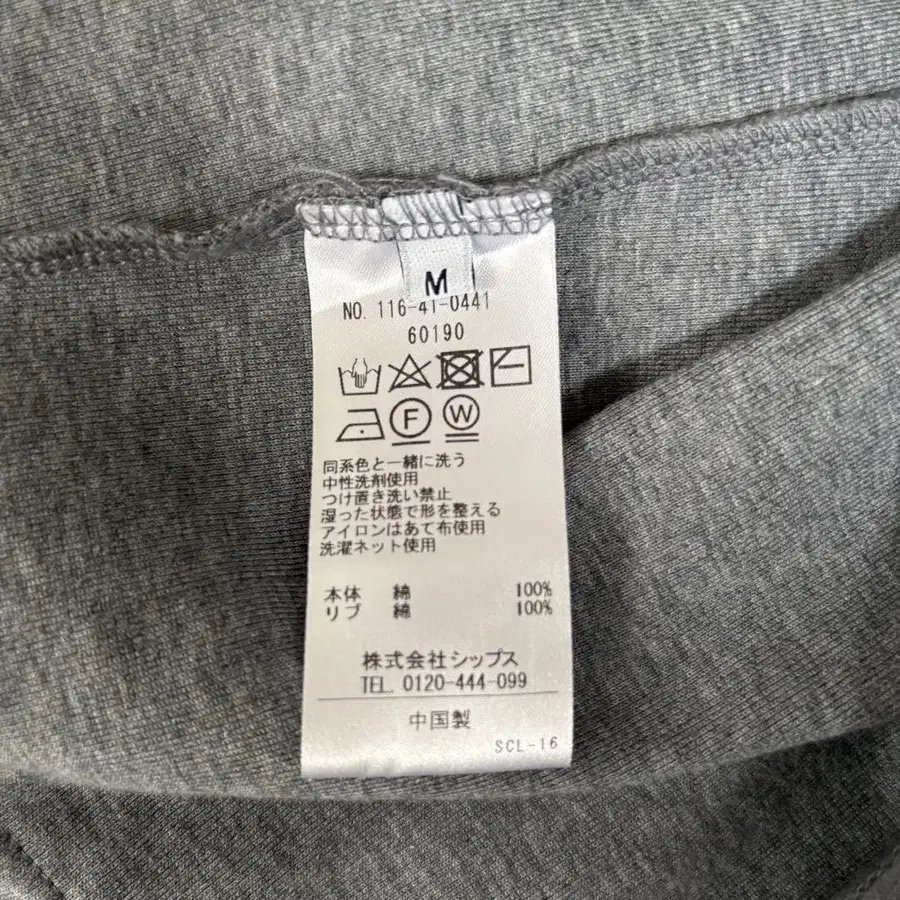 M
NO. 116-41-0441
60190
F W
同系色と一緒に洗う
中性洗剤使用
つけ置き洗い禁止
湿った状態で形を整える
アイロンはあて布使用
洗濯ネット使用
本体 綿 100%
リブ 綿 100%
株式会社シップス
TEL. 0120-444-099
中国製
SCL-16